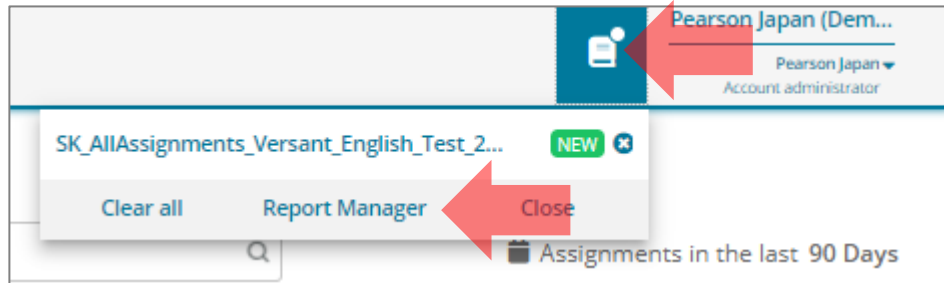 Pearson Japan (Dem...
Pearson Japan
Account administrator
SK_AllAssignments_Versant_English_Test_2... NEW
Clear all Report Manager Close
Assignments in the last 90 Days